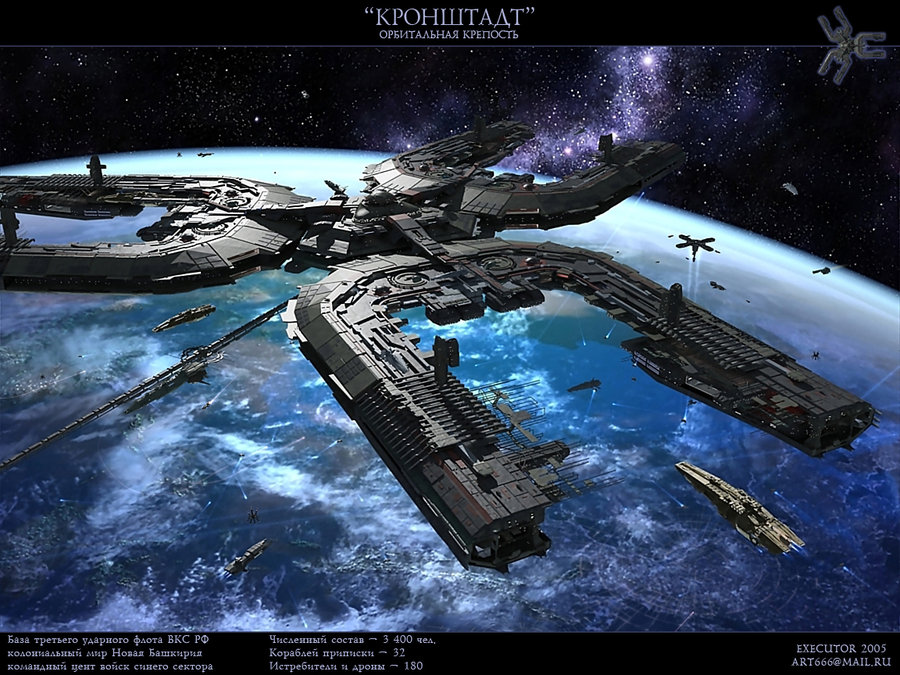 “КРОНШТАДТ”
ОРБИТАЛЬНАЯ КРЕПОСТЬ
База третьего ударного флота ВКС РФ
колониальный мир Новая Башкирия
командный цент войск синего сектора
Численный состав – 3 400 чел.
Кораблей приписки – 32
Истребители и дроны – 180
EXECUTOR 2005
ART666@MAIL.RU